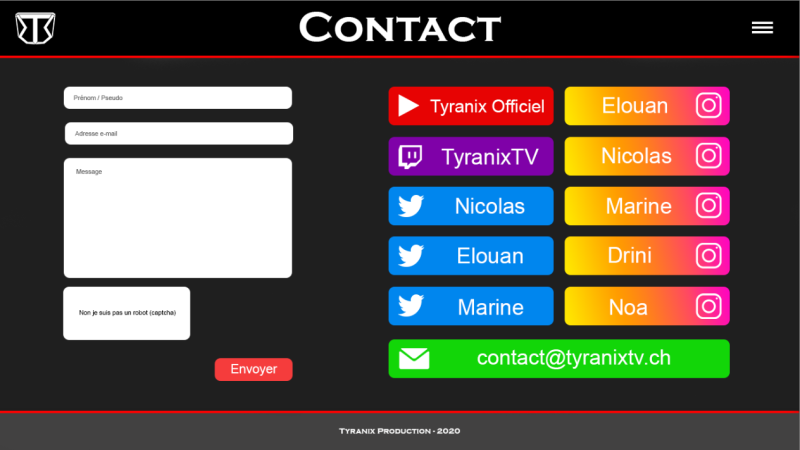 Contact
Prénom / Pseudo
Adresse e-mail
Message
Non je suis pas un robot (captcha)
Envoyer
Tyranix Officiel
Elouan
TyranixTV
Nicolas
Nicolas
Marine
Elouan
Drini
Marine
Noa
contact@tyranixtv.ch
Tyranix Production - 2020